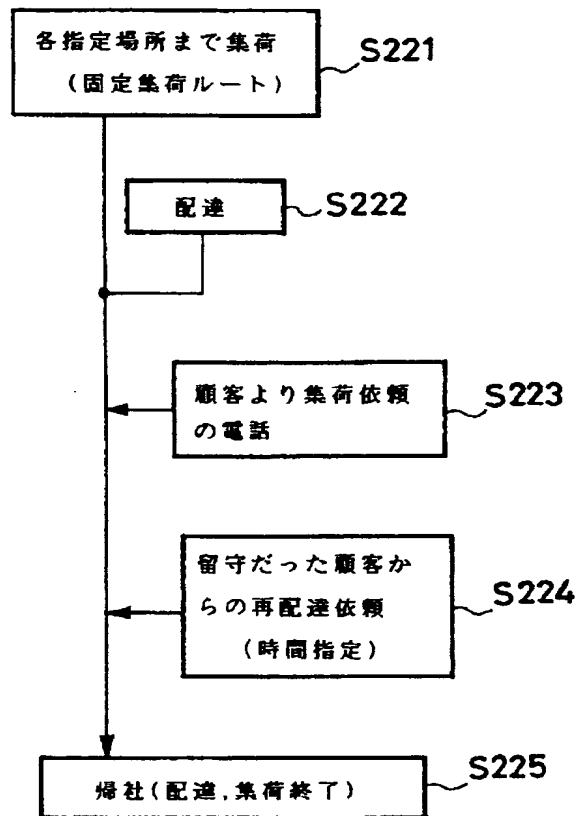 各指定場所まで集荷
(固定集荷ルート)
S221
配達
S222
顧客より集荷依頼
の電話
S223
留守だった顧客か
らの再配達依頼
(時間指定)
S224
帰社(配達,集荷終了)
S225